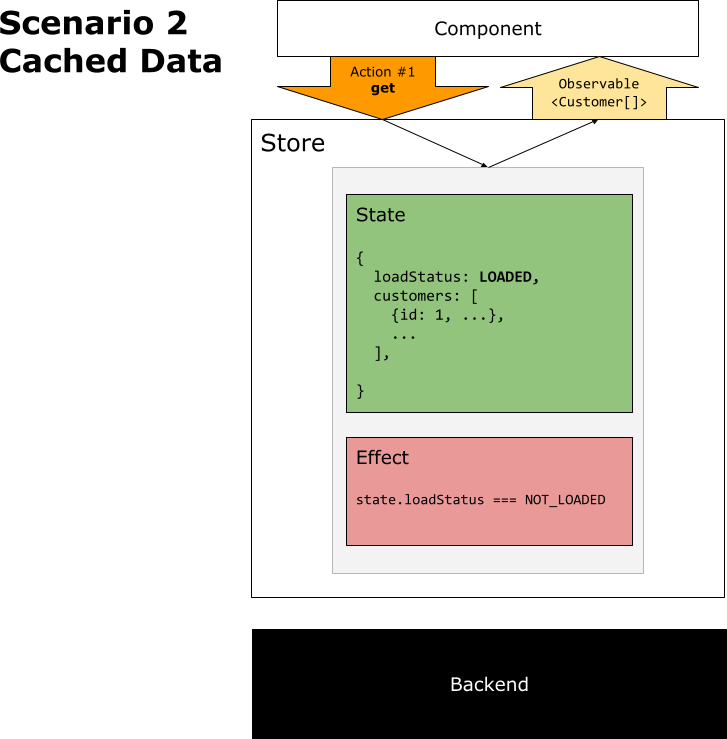 Scenario 2
Cached Data
Component
Action #1
get
Observable
<Customer[]>
Store
State
{
  loadStatus: LOADED,
  customers: [
    {id: 1, ...},
    ...
  ],
}
Effect
state.loadStatus === NOT_LOADED
Backend